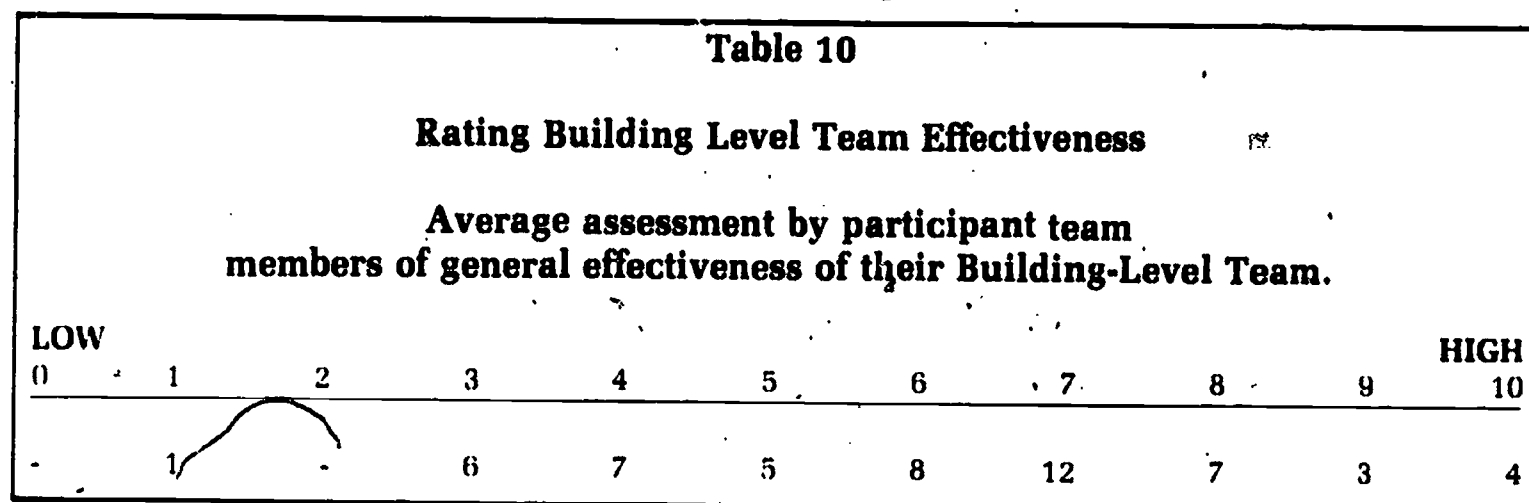 Table 10
Rating Building Level Team Effectiveness
Average assessment by participant team
members of general effectiveness of their Building-Level Team.
LOW HIGH
0 1 2 3 4 5 6 7 8 9 10
- 1 - 6 7 5 8 12 7 3 4